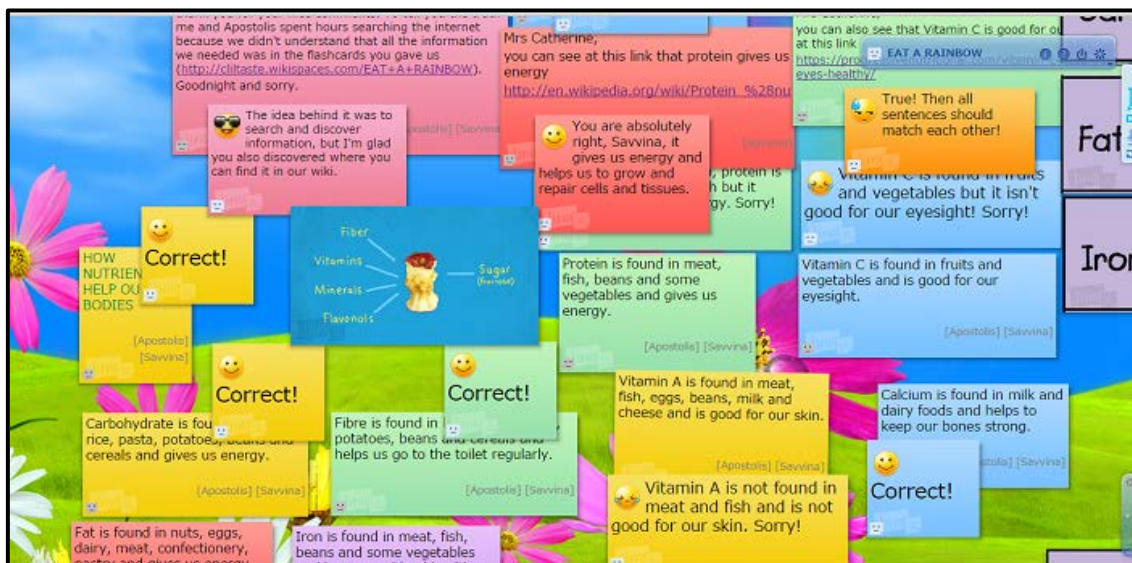 me and Apostolis spent hours searching the internet
because we didn't understand that all the information
we needed was in the flashcards you gave us
(http://cliltaste.wikispaces.com/EAT+A+RAINBOW).
Goodnight and sorry.
The idea behind it was to
search and discover
information, but I'm glad
you also discovered where you
can find it in our wiki.
Mrs Catherine,
you can see at this link that protein gives us
energy
http://en.wikipedia.org/wiki/Protein_%28nu
You are absolutely
right, Savvina, it
gives us energy and
helps us to grow and
repair cells and tissues.
you can also see that Vitamin C is good for
at this link
eyes-healthy/
EAT A RAINBOW
True! Then all
sentences should
match each other!
Fat
protein is
but it
Sorry!
Vitamin C is found in fruits
and vegetables but it isn't
good for our eyesight! Sorry!
Iron
Correct!
HOW
HELP
BODIES
[Apostolis]
[Savvina]
Fiber
Vitamins
Minerals
Flavonols
Sugar
(fructose)
Protein is found in meat,
fish, beans and some
vegetables and gives us
energy.
[Apostolis] [Savvina]
Vitamin C is found in fruits and
vegetables and is good for our
eyesight.
[Apostolis] [Savvina]
Correct!
Carbohydrate is
rice, pasta, potatoes, beans and
cereals and gives us energy.
[Apostolis] [Savvina]
Correct!
Fibre is found in
potatoes, beans and cereals and
helps us go to the toilet regularly.
[Apostolis] [Savvina]
Vitamin A is found in meat,
fish, eggs, beans, milk and
cheese and is good for our skin.
[Apostolis] [Savvina]
Vitamin A is not found in
meat and fish and is not
good for our skin. Sorry!
Calcium is found in milk and
dairy foods and helps to
keep our bones strong.
[Savvina]
Correct!
Fat is found in nuts, eggs,
dairy, meat, confectionery,
Iron is found in meat, fish,
beans and some vegetables